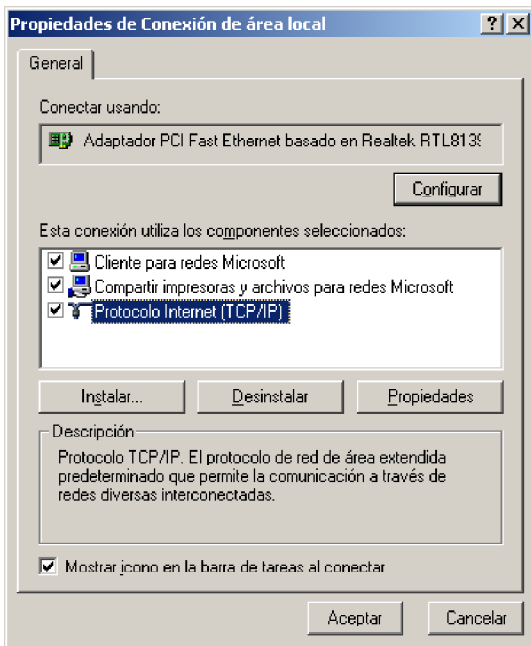 Propiedades de Conexión de área local
General
Conectar usando:
Adaptador PCI Fast Ethernet basado en Realtek RTL8139
Configurar
Esta conexión utiliza los componentes seleccionados:
Cliente para redes Microsoft
Compartir impresoras y archivos para redes Microsoft
Protocolo Internet (TCP/IP)
Instalar... Desinstalar Propiedades
Descripción
Protocolo TCP/IP. El protocolo de red de área extendida
predeterminado que permite la comunicación a través de
redes diversas interconectadas.
Mostrar icono en la barra de tareas al conectar
Aceptar Cancelar